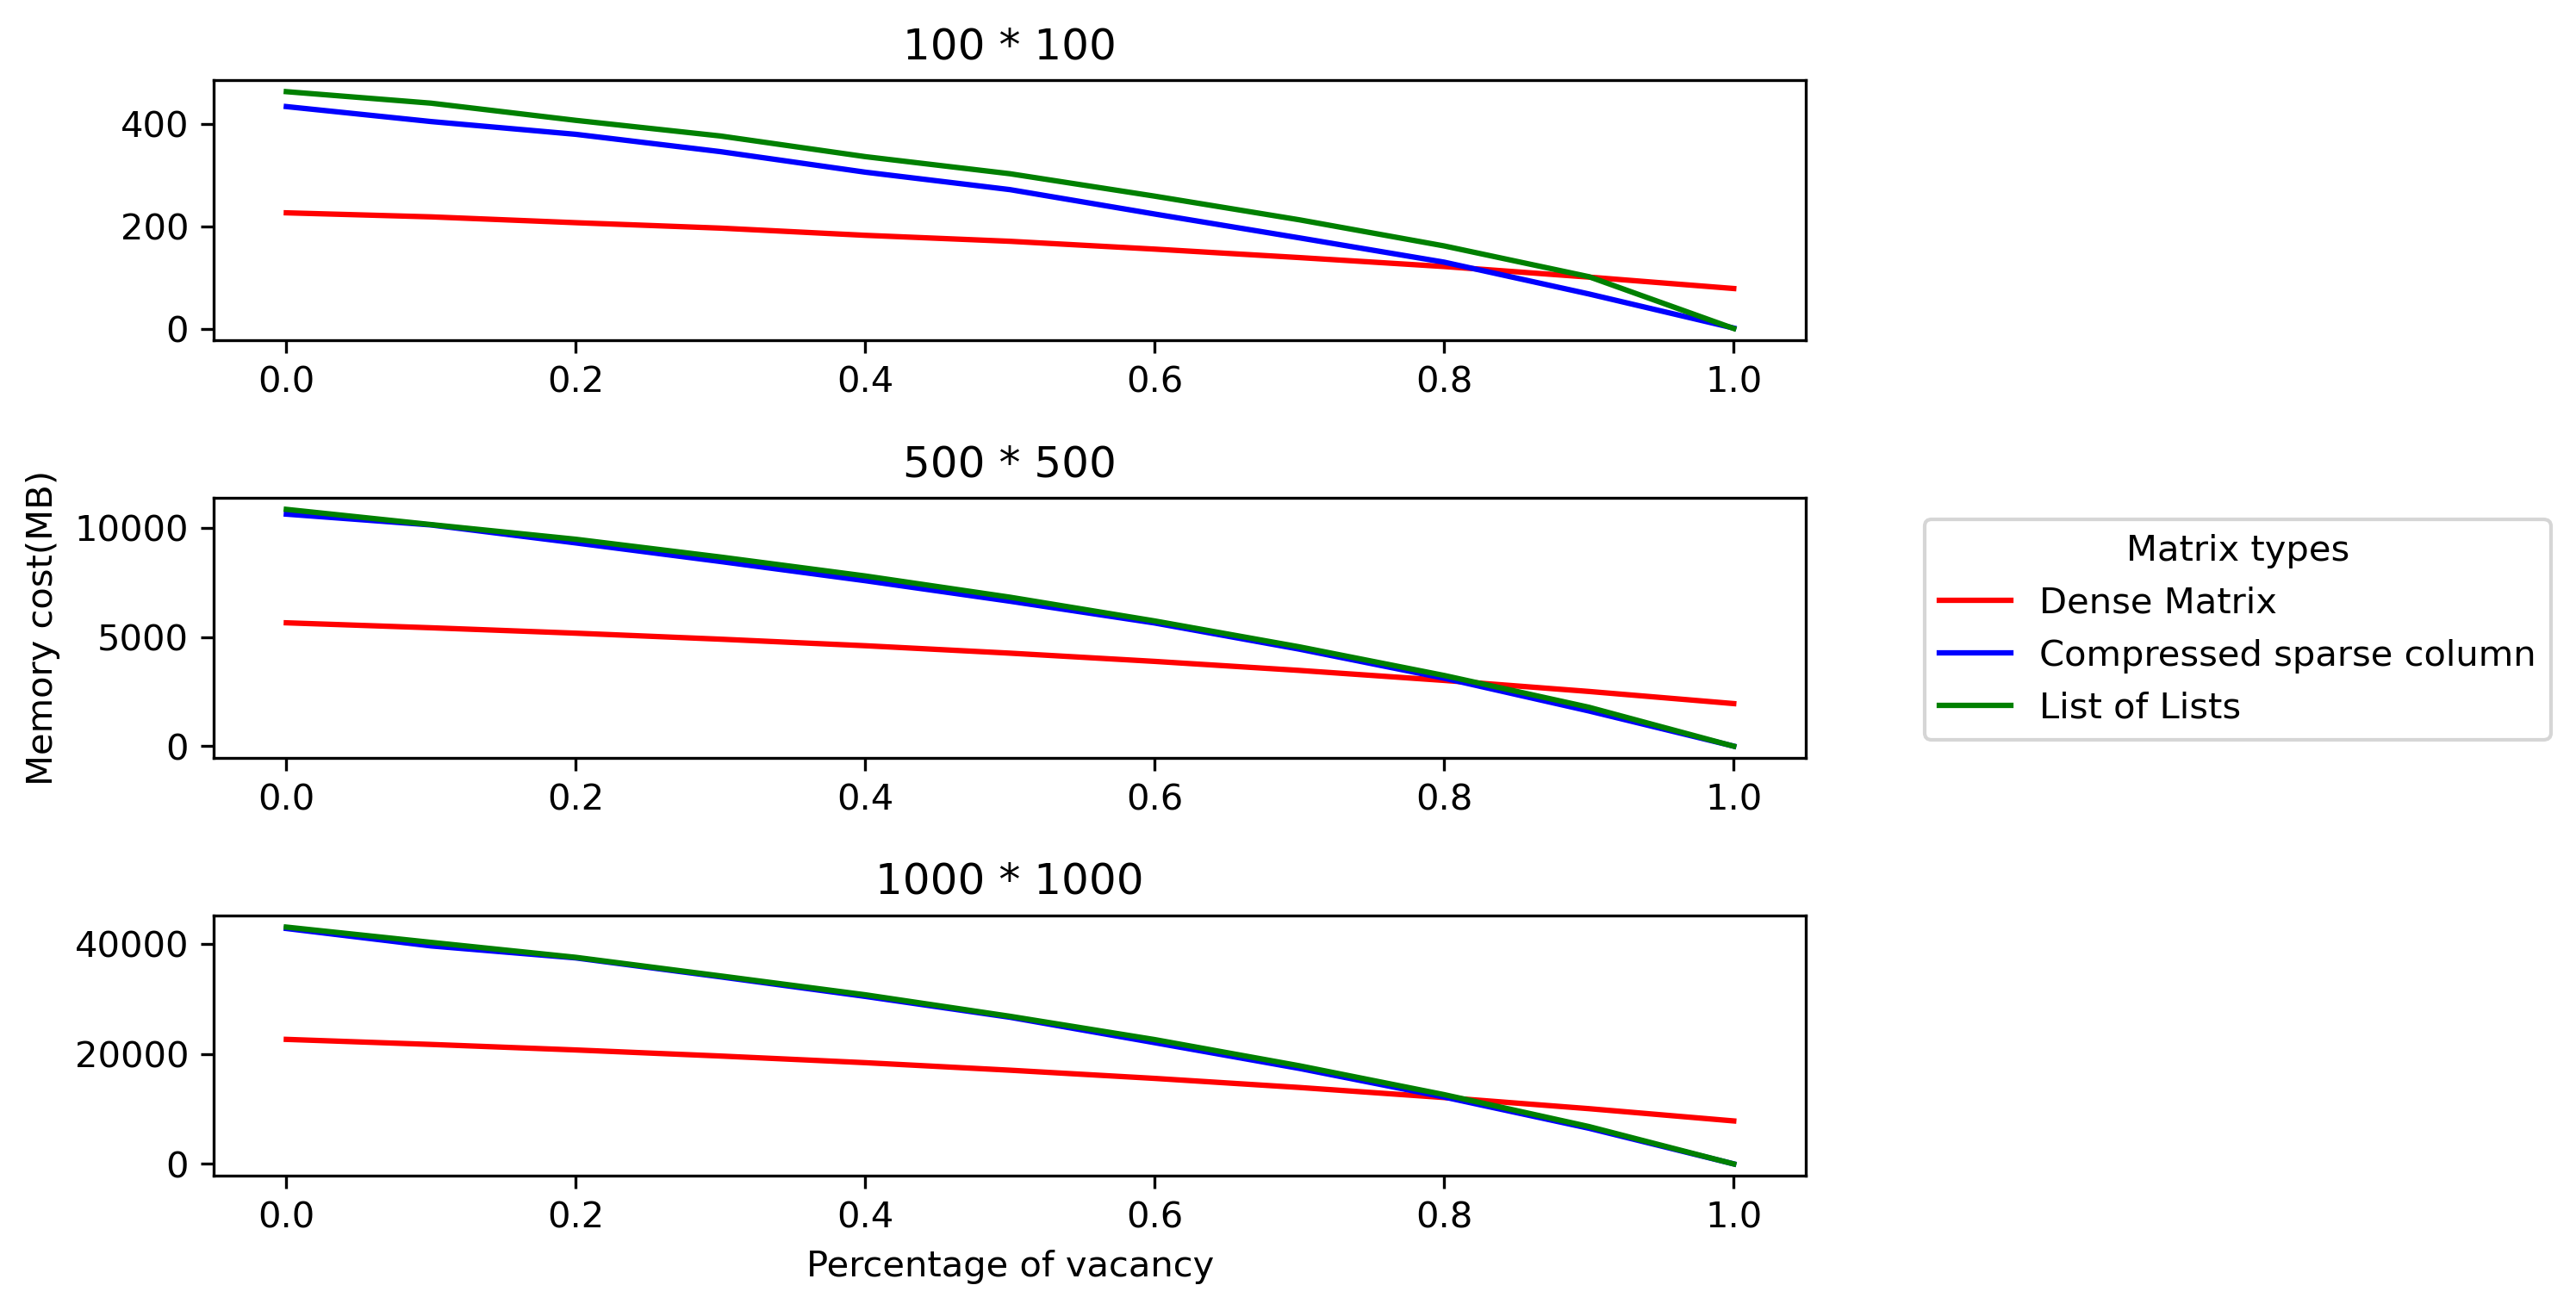 100 * 100
400
200
0
0.0 0.2 0.4 0.6 0.8 1.0
500 * 500
Memory cost(MB)
10000
5000
0
0.0 0.2 0.4 0.6 0.8 1.0
Matrix types
Dense Matrix
Compressed sparse column
List of Lists
1000 * 1000
40000
20000
0
0.0 0.2 0.4 0.6 0.8 1.0
Percentage of vacancy